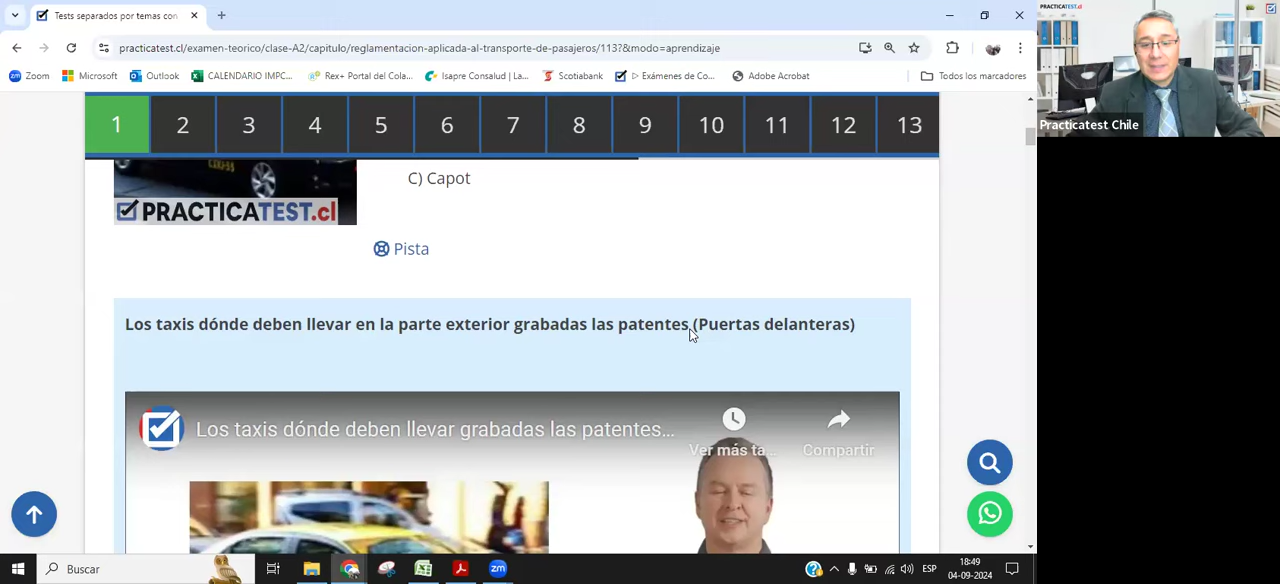 Tests separados por temas con
practicatest.cl/examen-teorico/clase-A2/capitulo/reglamentacion-aplicada-al-transporte-de-pasajeros/113?&modo=aprendizaje
Zoom
Microsoft
Outlook
CALENDARIO IMPC...
Rex+ Portal del Cola...
Isapre Consalud | La...
Scotiabank
▷ Exámenes de Co...
Adobe Acrobat
Todos los marcadores
1 2 3 4 5 6 7 8 9 10 11 12 13
C) Capot
PRACTICATEST.cl
Pista
Los taxis dónde deben llevar en la parte exterior grabadas las patentes (Puertas delanteras)
Los taxis dónde deben llevar grabadas las patentes...
Ver más ta...
Compartir
PRACTICATEST.cl
Practicatest Chile
Buscar
ESP
18:49
04-09-2024